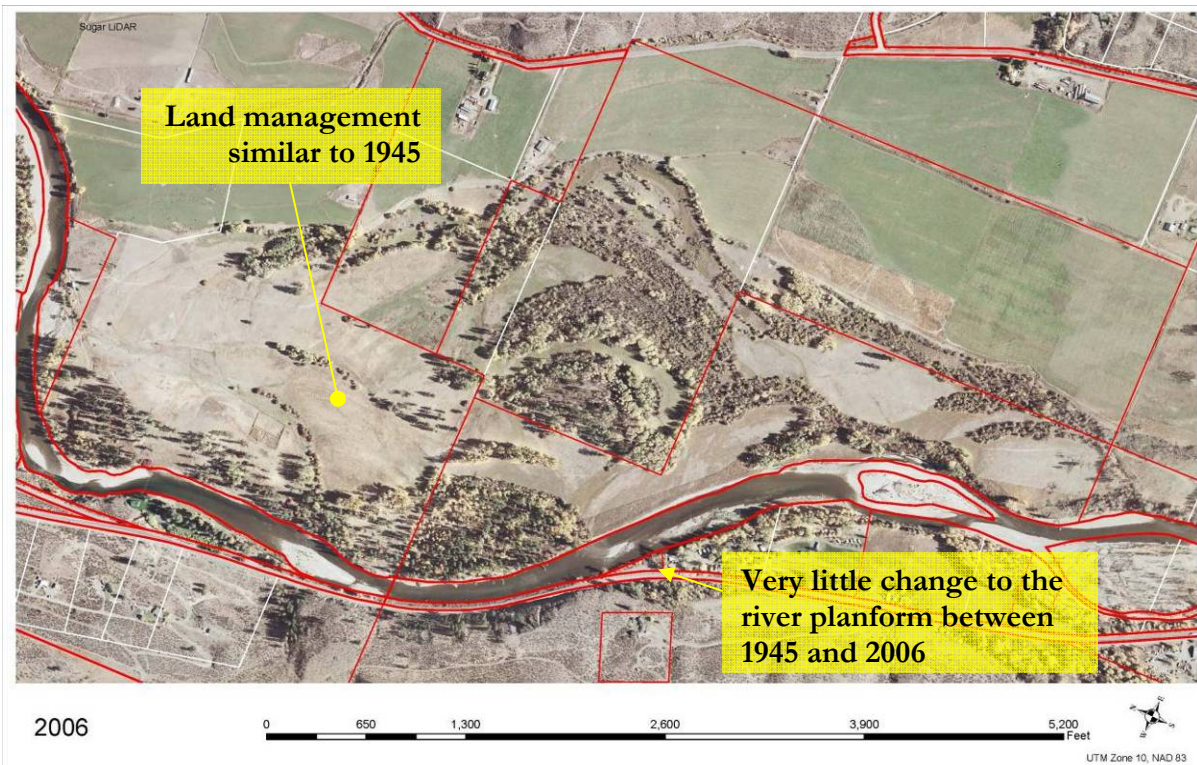 Sugar LiDAR
Land management
similar to 1945
Very little change to the
river planform between
1945 and 2006
2006
0 650 1,300 2,600 3,900 5,200
Feet
UTM Zone 10, NAD 83